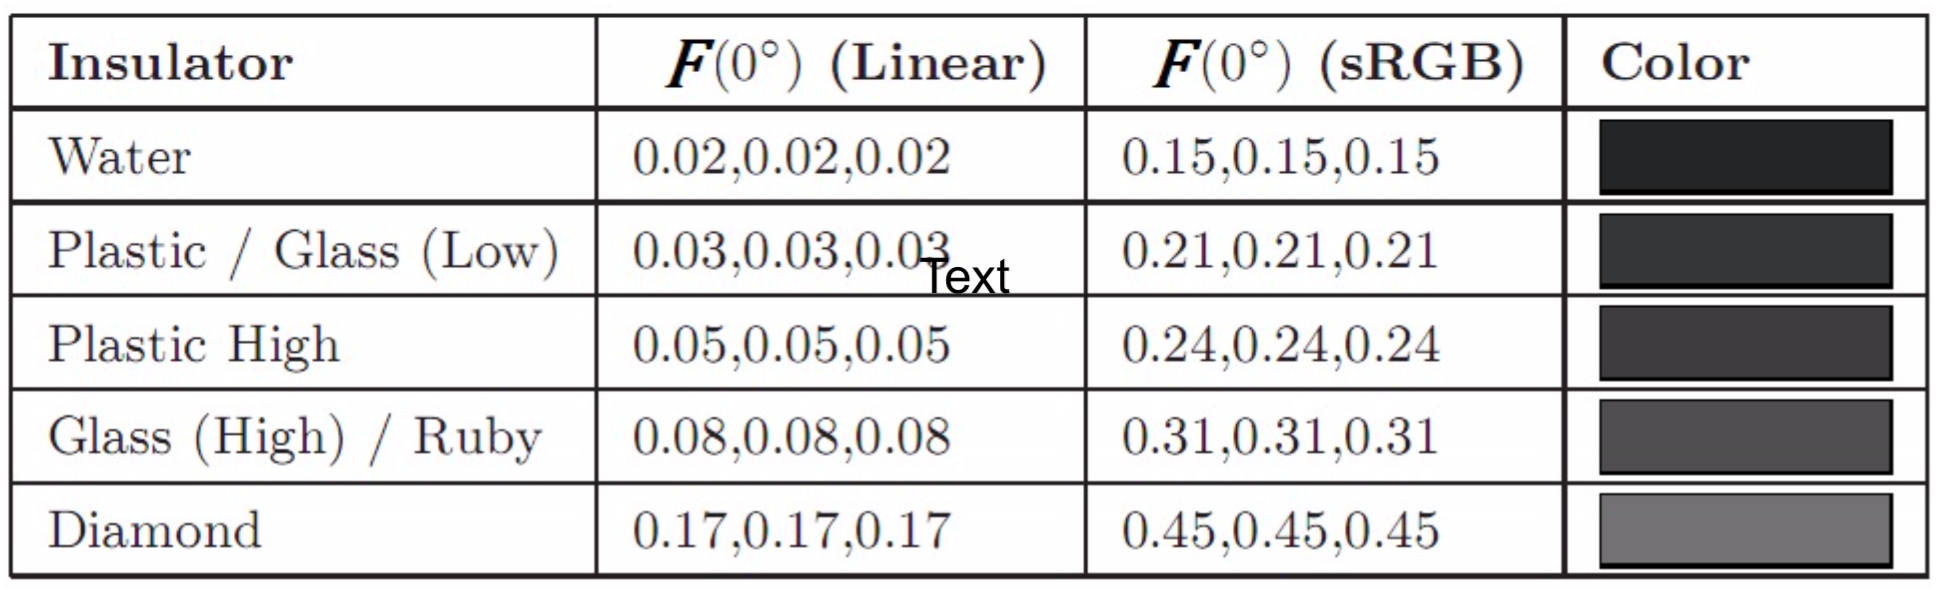 Insulator F(0°) (Linear) F(0°) (sRGB) Color
Water 0.02,0.02,0.02 0.15,0.15,0.15
Plastic / Glass (Low) 0.03,0.03,0.03 0.21,0.21,0.21
Text
Plastic High 0.05,0.05,0.05 0.24,0.24,0.24
Glass (High) / Ruby 0.08,0.08,0.08 0.31,0.31,0.31
Diamond 0.17,0.17,0.17 0.45,0.45,0.45